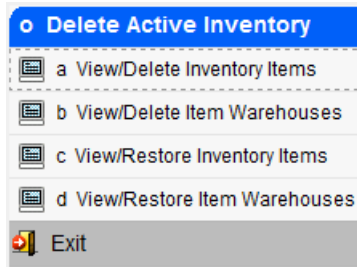 o Delete Active Inventory
a View/Delete Inventory Items
b View/Delete Item Warehouses
c View/Restore Inventory Items
d View/Restore Item Warehouses
Exit